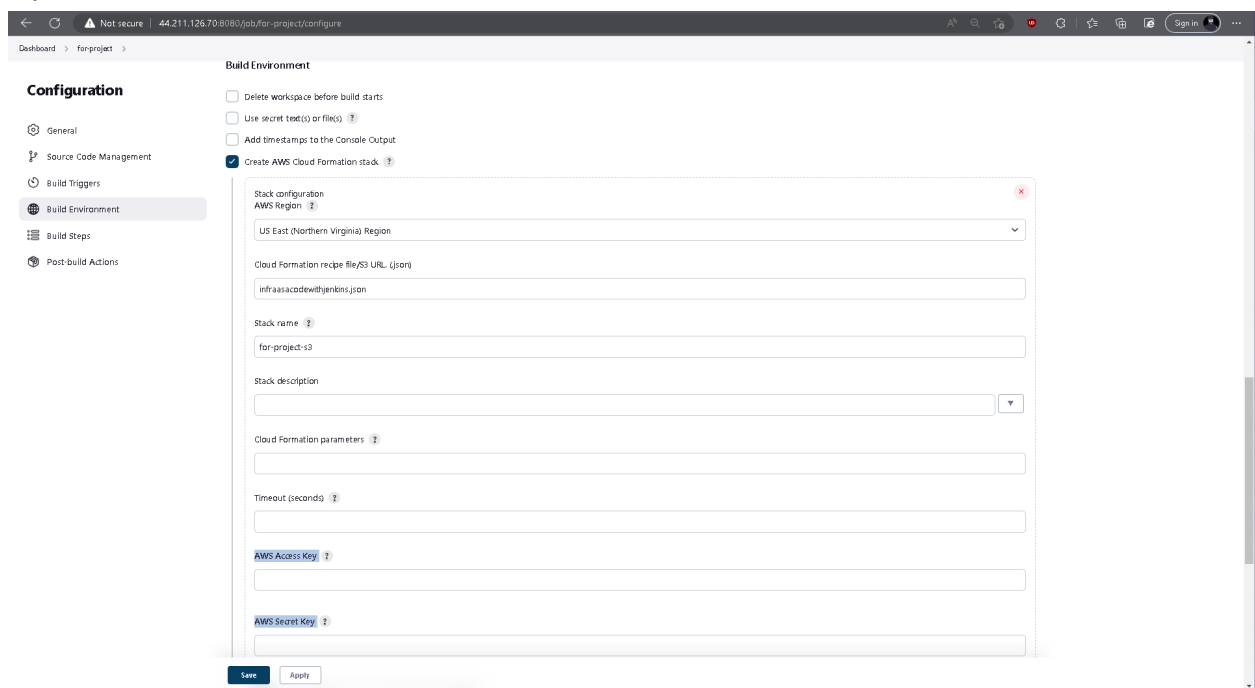 Not secure | 44.211.126.70:8080/job/for-project/configure
Sign in
Dashboard > for-project >
Configuration
General
Source Code Management
Build Triggers
Build Environment
Build Steps
Post-build Actions
Build Environment
Delete workspace before build starts
Use secret text(s) or file(s) ?
Add timestamps to the Console Output
Create AWS Cloud Formation stack ?
Stack configuration
AWS Region ?
US East (Northern Virginia) Region
Cloud Formation recipe file/S3 URL. (.json)
infraasacodewithjenkins.json
Stack name ?
for-project-s3
Stack description
Cloud Formation parameters ?
Timeout (seconds) ?
AWS Access Key ?
AWS Secret Key ?
Save Apply